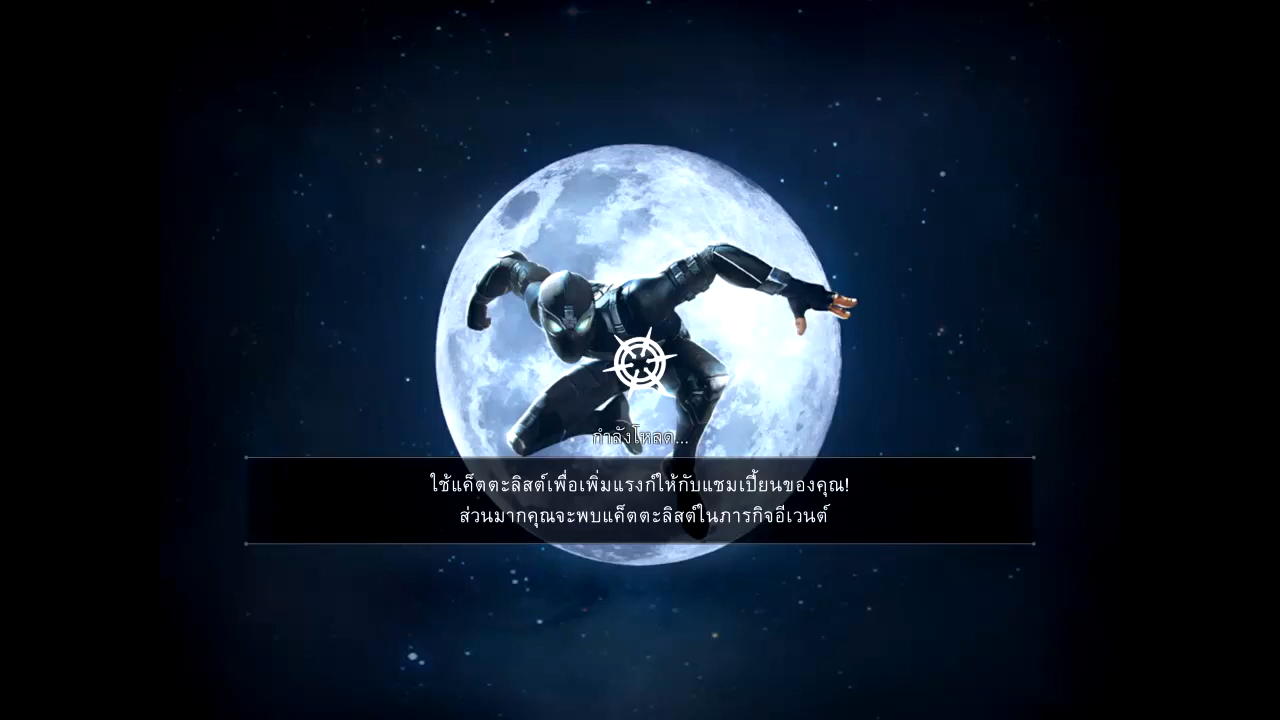 กำลังโหลด...
ใช้แค็ตตะลิสต์เพื่อเพิ่มแรงก์ให้กับแชมเปี้ยนของคุณ!
ส่วนมากคุณจะพบแค็ตตะลิสต์ในภารกิจอีเวนต์